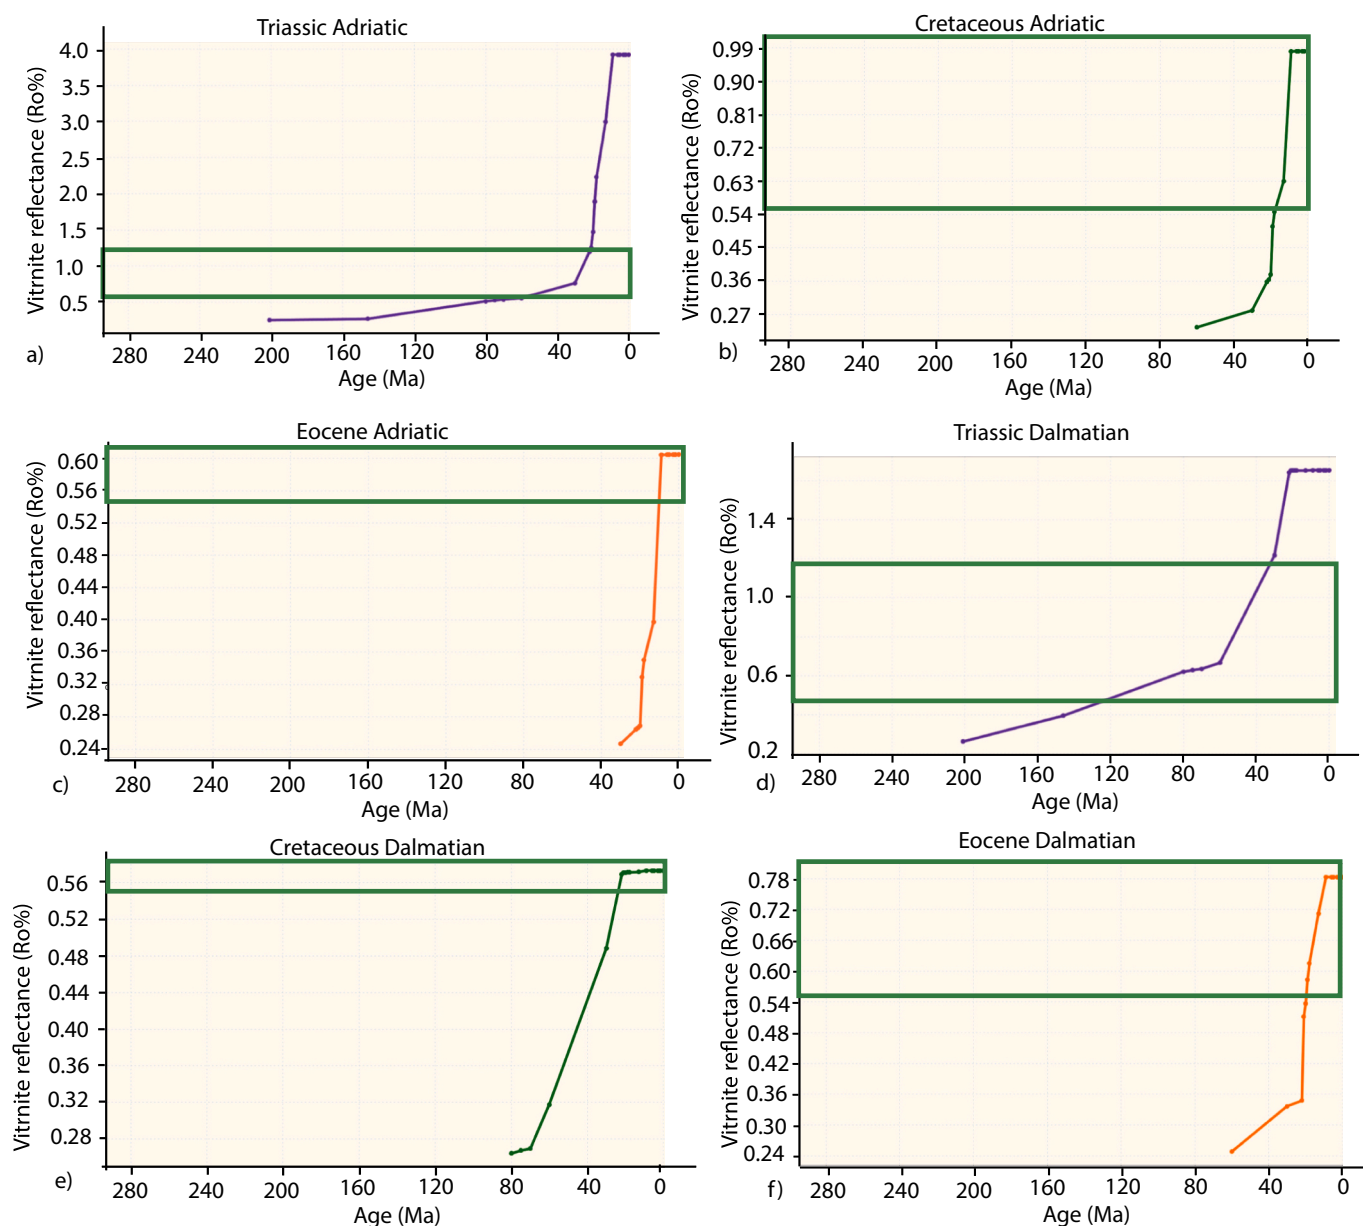 Triassic Adriatic
Vitrnite reflectance (Ro%)
4.0
3.5
3.0
2.5
2.0
1.5
1.0
0.5
280 240 200 160 120 80 40 0
a)
Age (Ma)
Cretaceous Adriatic
Vitrnite reflectance (Ro%)
0.99
0.90
0.81
0.72
0.63
0.54
0.45
0.36
0.27
280 240 200 160 120 80 40 0
b)
Age (Ma)
Eocene Adriatic
Vitrnite reflectance (Ro%)
0.60
0.56
0.52
0.48
0.44
0.40
0.36
0.32
0.28
0.24
280 240 200 160 120 80 40 0
c)
Age (Ma)
Triassic Dalmatian
Vitrnite reflectance (Ro%)
1.4
1.0
0.6
0.2
280 240 200 160 120 80 40 0
d)
Age (Ma)
Cretaceous Dalmatian
Vitrnite reflectance (Ro%)
0.56
0.52
0.48
0.44
0.40
0.36
0.32
0.28
280 240 200 160 120 80 40 0
e)
Age (Ma)
Eocene Dalmatian
Vitrnite reflectance (Ro%)
0.78
0.72
0.66
0.60
0.54
0.48
0.42
0.36
0.30
0.24
280 240 200 160 120 80 40 0
f)
Age (Ma)